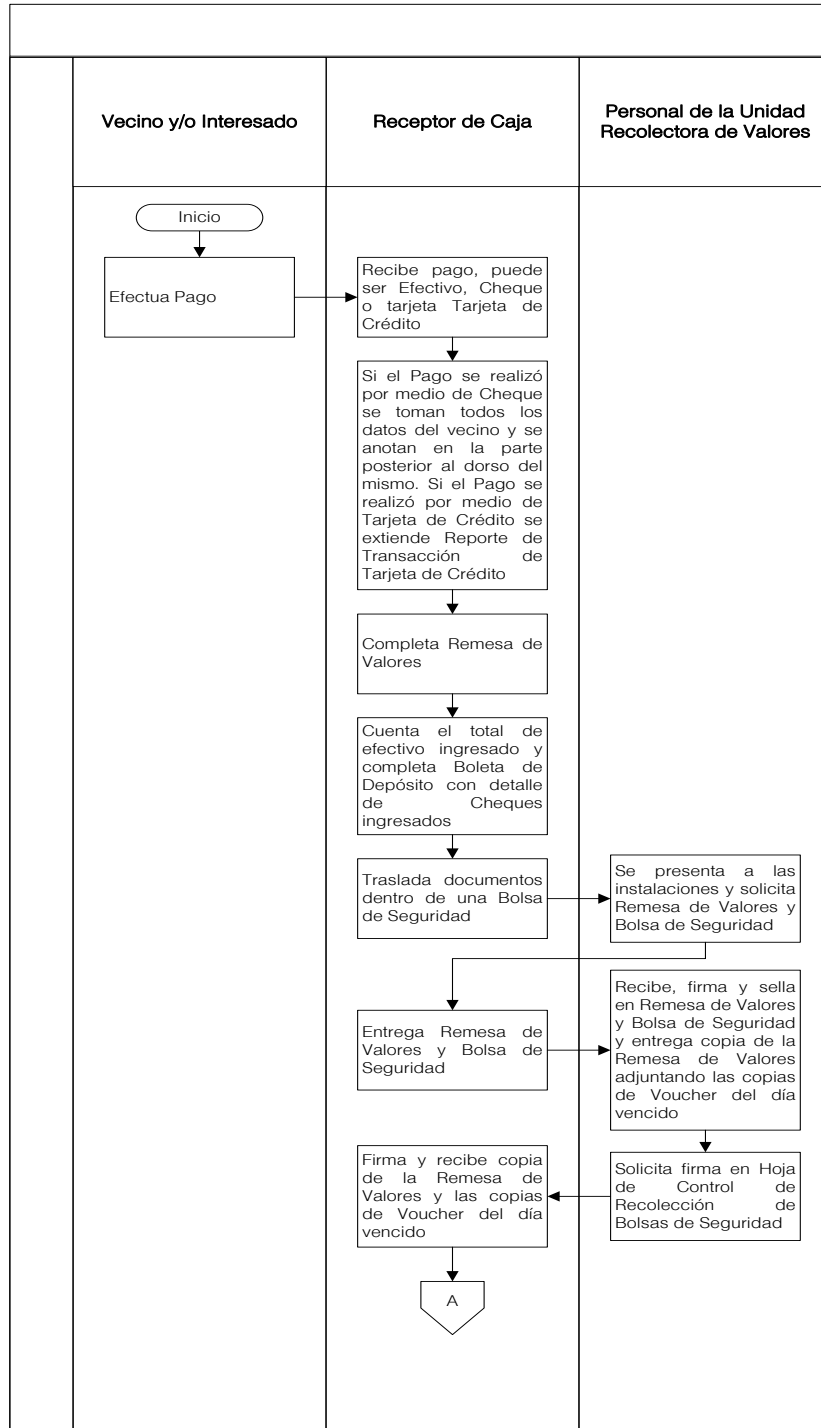 Vecino y/o Interesado
Receptor de Caja
Personal de la Unidad
Recolectora de Valores
Inicio
Efectua Pago
Recibe pago, puede
ser Efectivo, Cheque
o tarjeta Tarjeta de
Crédito
Si el Pago se realizó
por medio de Cheque
se toman todos los
datos del vecino y se
anotan en la parte
posterior al dorso del
mismo. Si el Pago se
realizó por medio de
Tarjeta de Crédito se
extiende Reporte de
Transacción de
Tarjeta de Crédito
Completa Remesa de
Valores
Cuenta el total de
efectivo ingresado y
completa Boleta de
Depósito con detalle
de Cheques
ingresados
Traslada documentos
dentro de una Bolsa
de Seguridad
Se presenta a las
instalaciones y solicita
Remesa de Valores y
Bolsa de Seguridad
Entrega Remesa de
Valores y Bolsa de
Seguridad
Recibe, firma y sella
en Remesa de Valores
y Bolsa de Seguridad
y entrega copia de la
Remesa de Valores
adjuntando las copias
de Voucher del día
vencido
Solicita firma en Hoja
de Control de
Recolección de
Bolsas de Seguridad
Firma y recibe copia
de la Remesa de
Valores y las copias
de Voucher del día
vencido
A